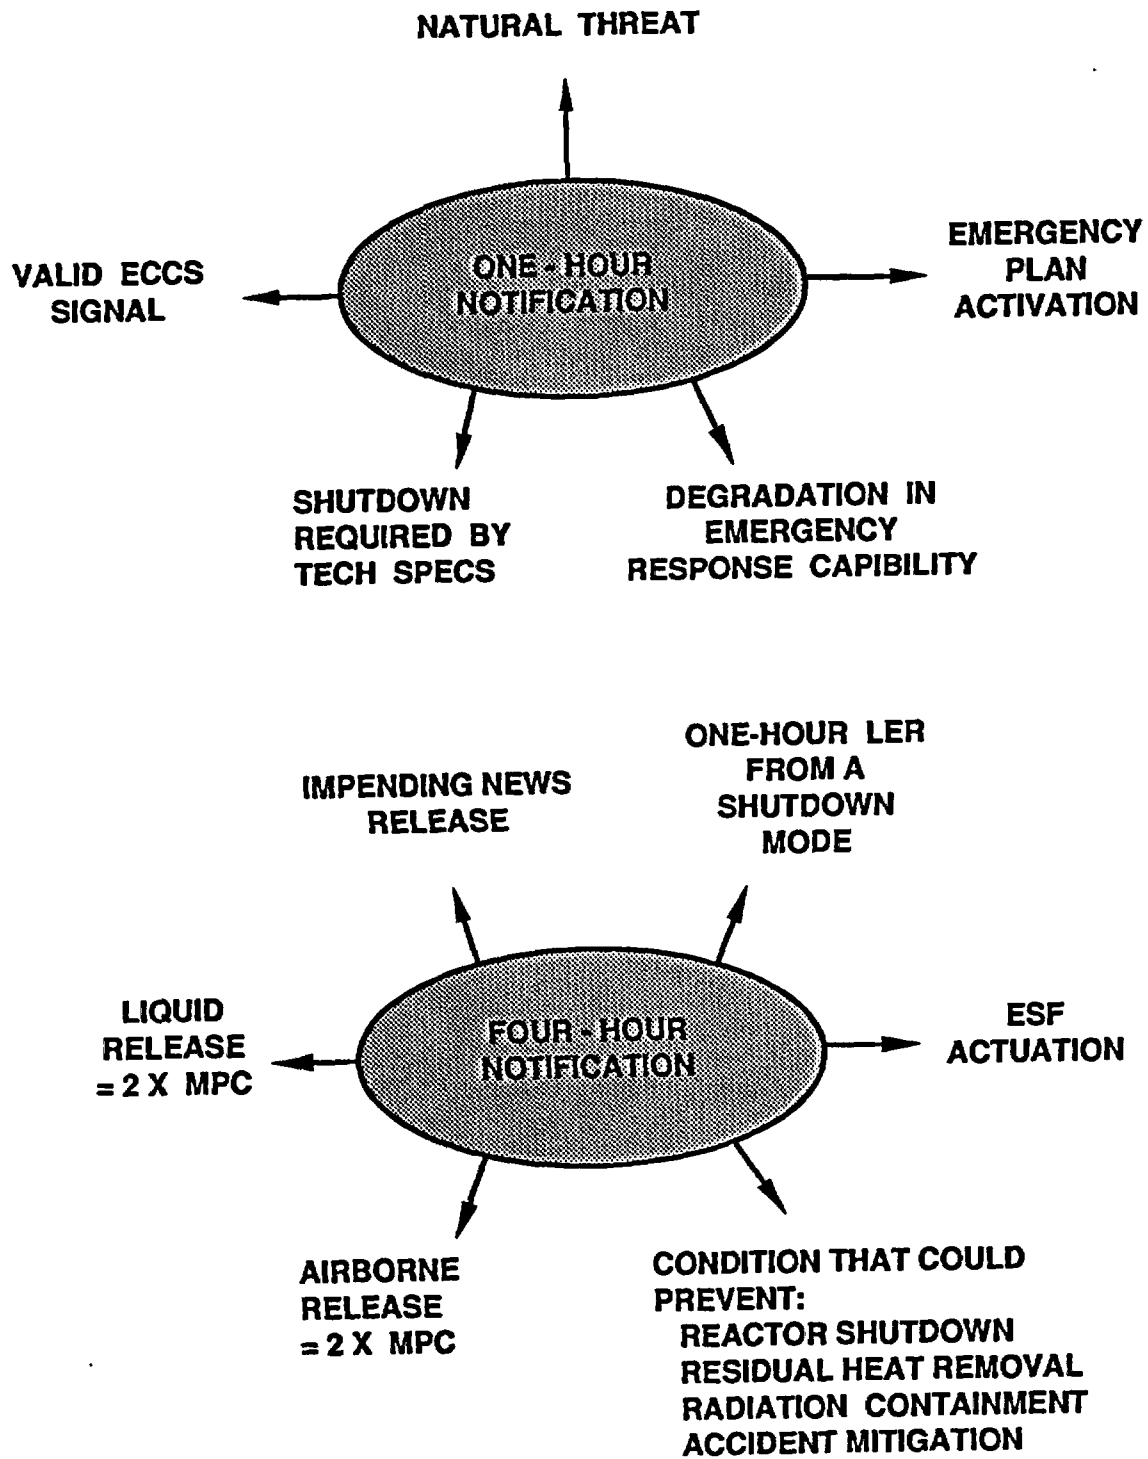 NATURAL THREAT
ONE - HOUR
NOTIFICATION
VALID ECCS
SIGNAL
EMERGENCY
PLAN
ACTIVATION
SHUTDOWN
REQUIRED BY
TECH SPECS
DEGRADATION IN
EMERGENCY
RESPONSE CAPIBILITY
IMPENDING NEWS
RELEASE
ONE-HOUR LER
FROM A
SHUTDOWN
MODE
LIQUID
RELEASE
= 2 X MPC
FOUR - HOUR
NOTIFICATION
ESF
ACTUATION
AIRBORNE
RELEASE
= 2 X MPC
CONDITION THAT COULD
PREVENT:
REACTOR SHUTDOWN
RESIDUAL HEAT REMOVAL
RADIATION CONTAINMENT
ACCIDENT MITIGATION